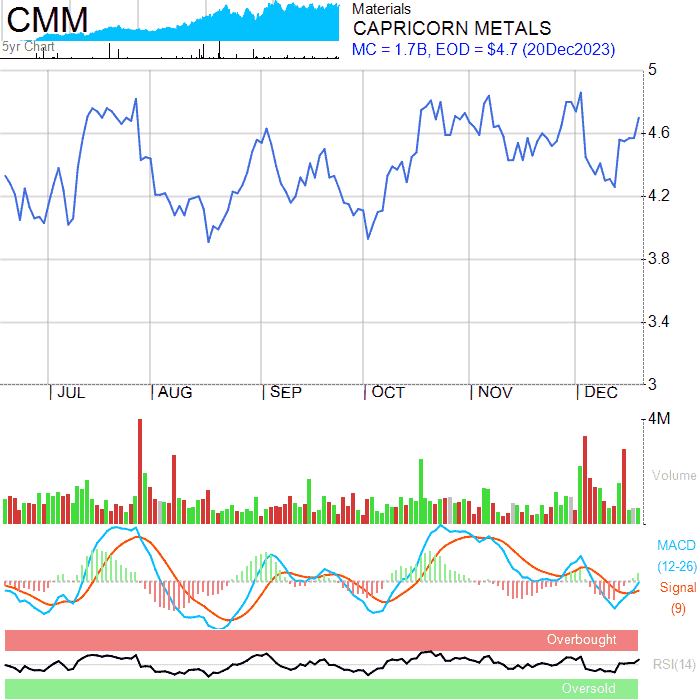 CMM
5yr Chart
Materials
CAPRICORN METALS
MC = 1.7B, EOD = $4.7 (20Dec2023)
5
4.6
4.2
3.8
3.4
3
JUL AUG SEP OCT NOV DEC
4M
Volume
MACD
(12-26)
Signal
(9)
Overbought
RSI(14)
Oversold